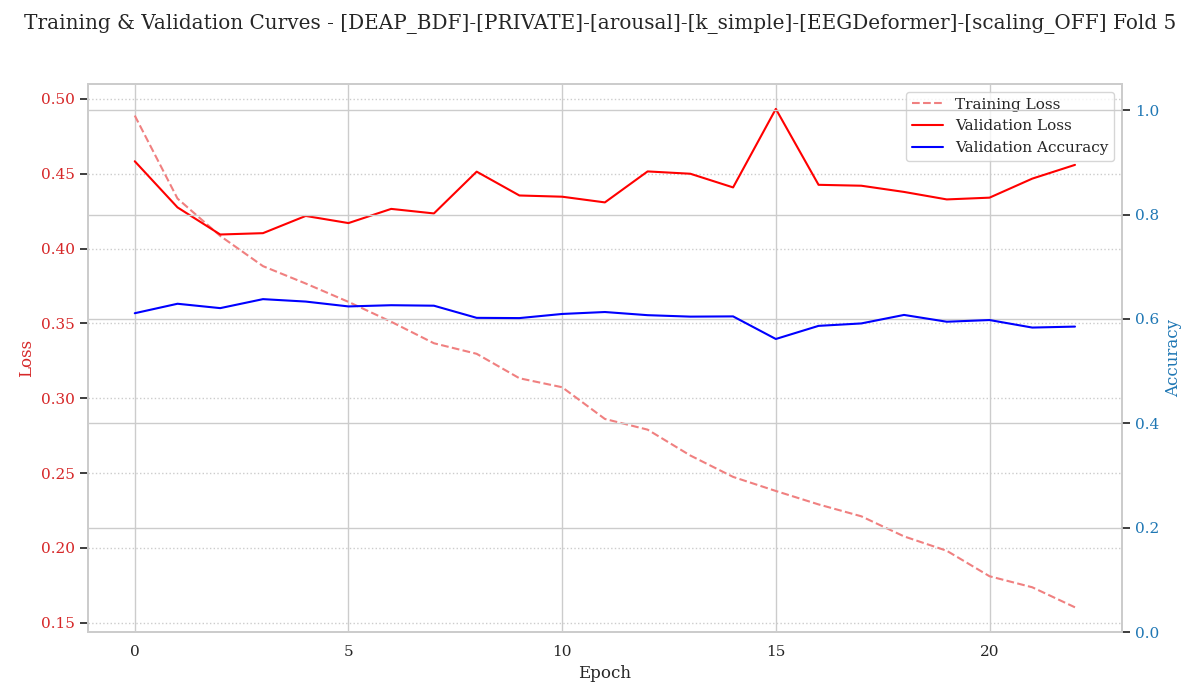 Training & Validation Curves - [DEAP_BDF]-[PRIVATE]-[arousal]-[k_simple]-[EEGDeformer]-[scaling_OFF] Fold 5
Training Loss
Validation Loss
Validation Accuracy
0.50
0.45
0.40
0.35
0.30
0.25
0.20
0.15
Loss
1.0
0.8
0.6
0.4
0.2
0.0
Accuracy
0 5 10 15 20
Epoch